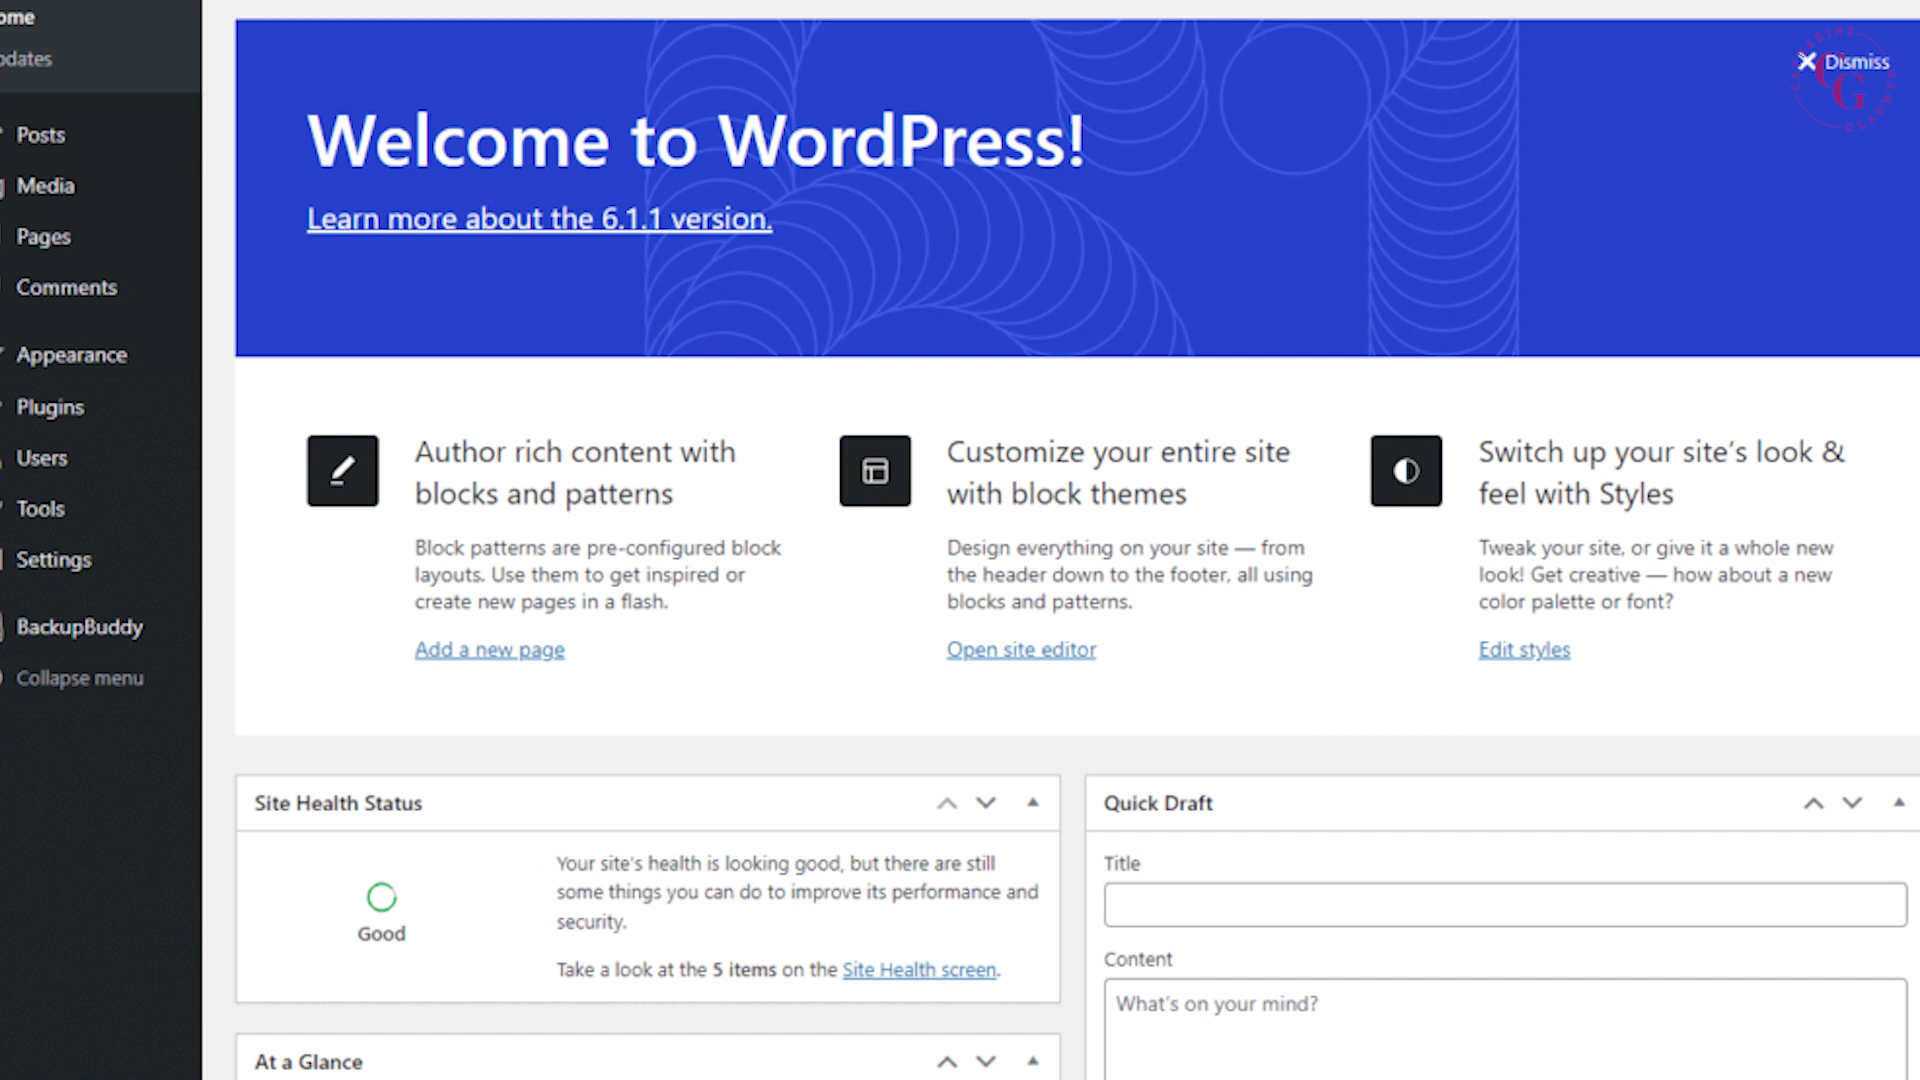 ome
pdates
Posts
Media
Pages
Comments
Appearance
Plugins
Users
Tools
Settings
BackupBuddy
Collapse menu
Dismiss
Welcome to WordPress!
Learn more about the 6.1.1 version.
Author rich content with
blocks and patterns
Block patterns are pre-configured block
layouts. Use them to get inspired or
create new pages in a flash.
Add a new page
Customize your entire site
with block themes
Design everything on your site — from
the header down to the footer, all using
blocks and patterns.
Open site editor
Switch up your site's look &
feel with Styles
Tweak your site, or give it a whole new
look! Get creative — how about a new
color palette or font?
Edit styles
Site Health Status
Good
Your site's health is looking good, but there are still
some things you can do to improve its performance and
security.
Take a look at the 5 items on the Site Health screen.
At a Glance
Quick Draft
Title
Content
What's on your mind?